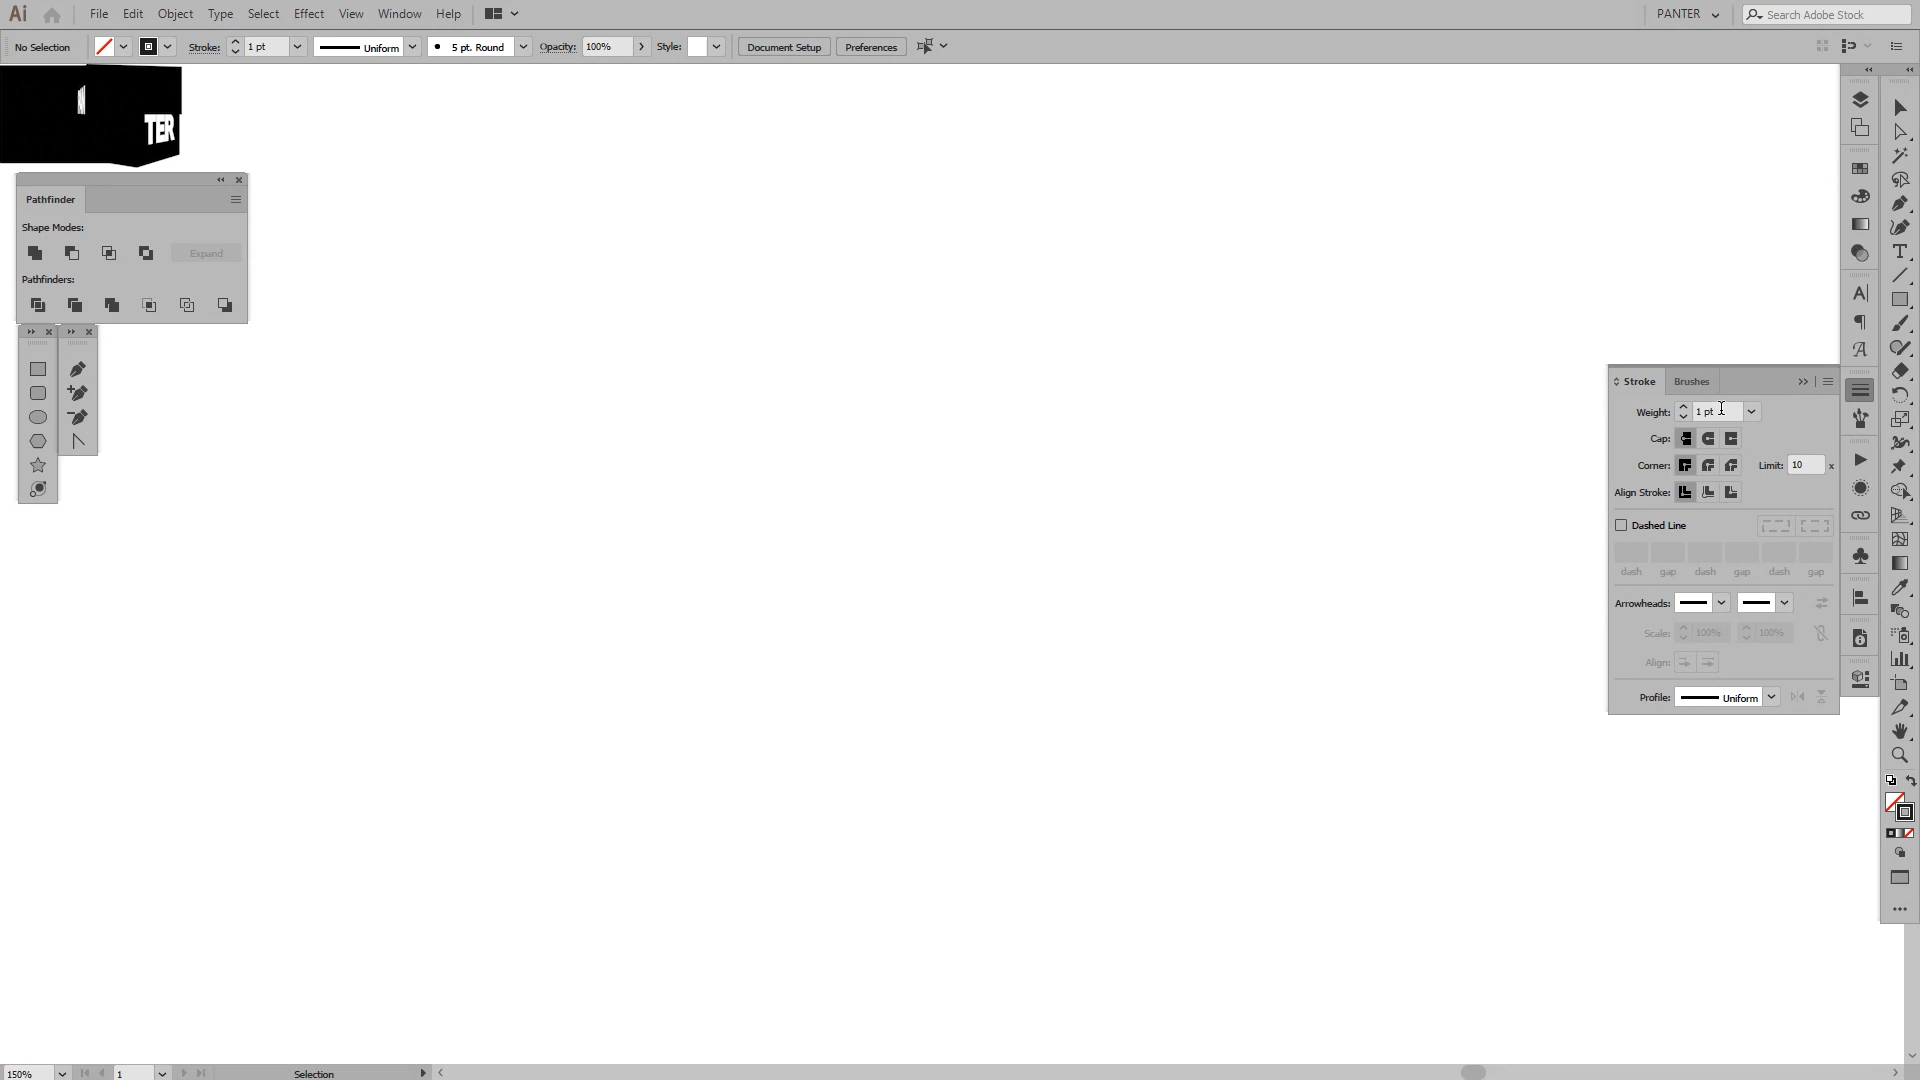 Ai File Edit Object Type Select Effect View Window Help PANTER Search Adobe Stock
No Selection Stroke: 1 pt Uniform 5 pt. Round Opacity: 100% Style: Document Setup Preferences
TER
Pathfinder
Shape Modes:
Expand
Pathfinders:
Stroke Brushes
Weight: 1 pt
Cap:
Corner: Limit: 10 x
Align Stroke:
Dashed Line
dash gap dash gap dash gap
Arrowheads:
Scale: 100% 100%
Align:
Profile: Uniform
150% 1 Selection